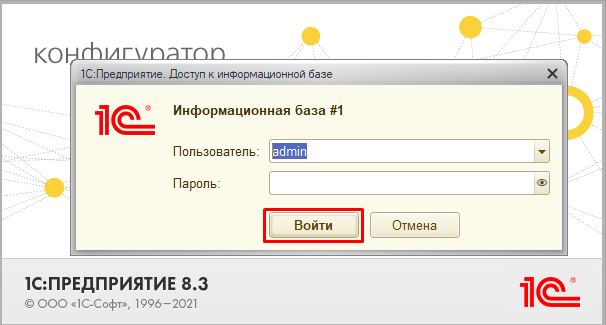 конфигуратор
1С:Предприятие. Доступ к информационной базе
1С®
Информационная база #1
Пользователь: admin
Пароль:
Войти Отмена
1С:ПРЕДПРИЯТИЕ 8.3
© ООО «1С-Софт», 1996–2021
1С®